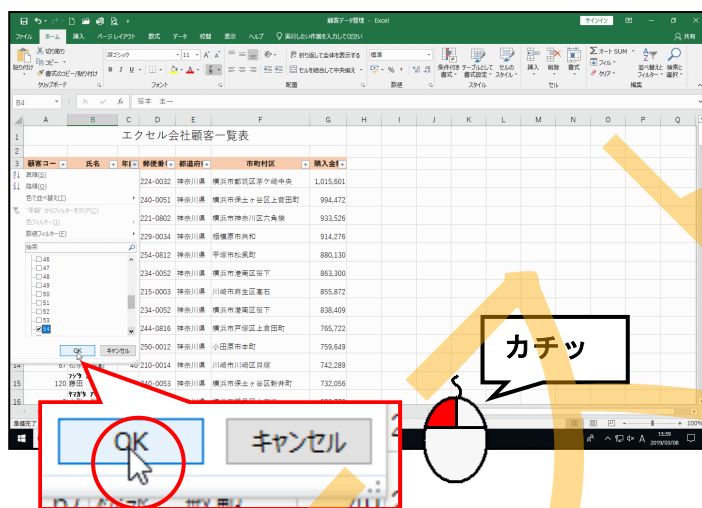 顧客データ管理 - Excel
サインイン
ファイル ホーム 挿入 ページレイアウト 数式 データ 校閲 表示 ヘルプ 実行したい作業を入力してください 共有
切り取り
コピー
書式のコピー/貼り付け
貼り付け
游ゴシック 11
折り返して全体を表示する
セルを結合して中央揃え
標準
条件付き書式 テーブルとして書式設定 セルのスタイル
挿入 削除 書式
オート SUM
フィル
クリア
並べ替えとフィルター 検索と選択
クリップボード フォント 配置 数値 スタイル セル 編集
B4 笹本 圭一
A B C D E F G H I J K L M N O P Q
1 エクセル会社顧客一覧表
2
3 顧客コー 氏名 郵便番 都道府 市町村区 購入金
昇順(S)
降順(O)
色で並べ替え(T)
"年齢" からフィルターをクリア(C)
色フィルター(I)
数値フィルター(F)
検索
46
47
48
49
50
51
52
53
54
OK キャンセル
224-0032 神奈川県 横浜市都筑区茅ケ崎中央 1,015,601
240-0051 神奈川県 横浜市保土ヶ谷区上菅田町 994,472
221-0802 神奈川県 横浜市神奈川区六角橋 933,526
229-0034 神奈川県 相模原市共和 914,276
254-0812 神奈川県 平塚市松風町 880,130
234-0052 神奈川県 横浜市港南区笹下 863,300
215-0003 神奈川県 川崎市麻生区高石 855,872
234-0052 神奈川県 横浜市港南区笹下 838,409
244-0816 神奈川県 横浜市戸塚区上倉田町 765,722
250-0012 神奈川県 小田原市本町 759,649
14 67 40 210-0014 神奈川県 川崎市川崎区貝塚 742,289
15 120 藤田 240-0053 神奈川県 横浜市保土ヶ谷区新井町 732,056
16
カチッ
OK キャンセル
準備完了
100%
13:39
2019/03/08